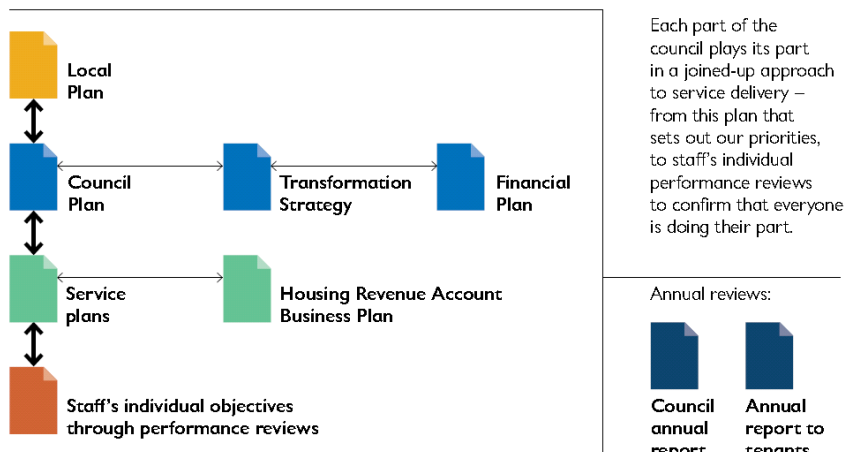 Local
Plan
Council
Plan
Transformation
Strategy
Financial
Plan
Service
plans
Housing Revenue Account
Business Plan
Staff’s individual objectives
through performance reviews
Each part of the
council plays its part
in a joined-up approach
to service delivery –
from this plan that
sets out our priorities,
to staff’s individual
performance reviews
to confirm that everyone
is doing their part.
Annual reviews:
Council
annual
report
Annual
report to
tenants